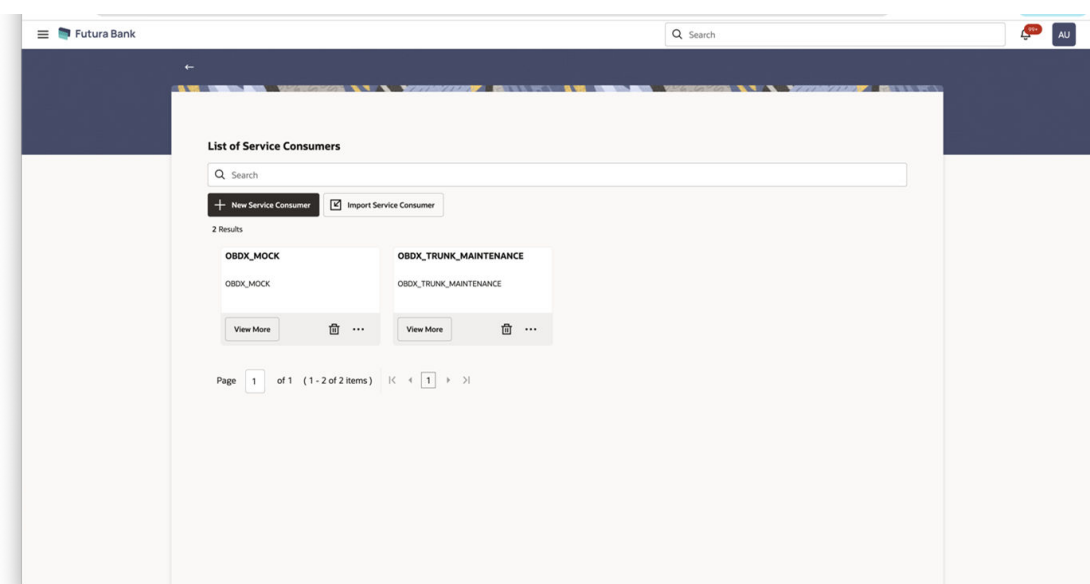 Futura Bank
Search
99+
AU
List of Service Consumers
Search
New Service Consumer
Import Service Consumer
2 Results
OBDX_MOCK
OBDX_MOCK
View More
OBDX_TRUNK_MAINTENANCE
OBDX_TRUNK_MAINTENANCE
View More
Page 1 of 1 ( 1 - 2 of 2 items ) 1